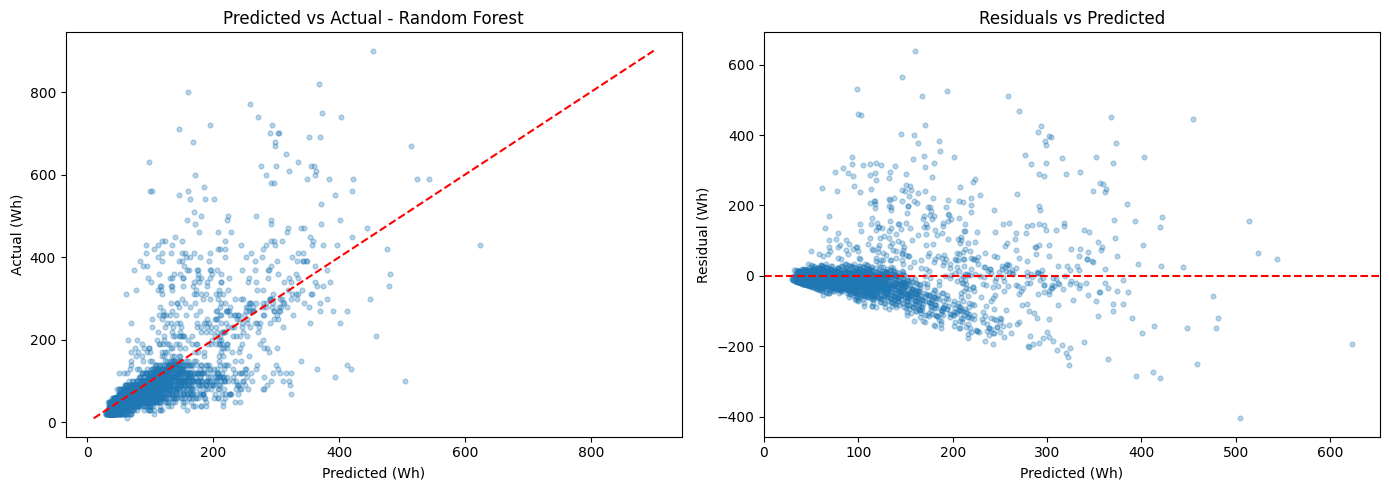 Predicted vs Actual - Random Forest
Actual (Wh)
800
600
400
200
0
0 200 400 600 800
Predicted (Wh)
Residuals vs Predicted
Residual (Wh)
600
400
200
0
−200
−400
0 100 200 300 400 500 600
Predicted (Wh)